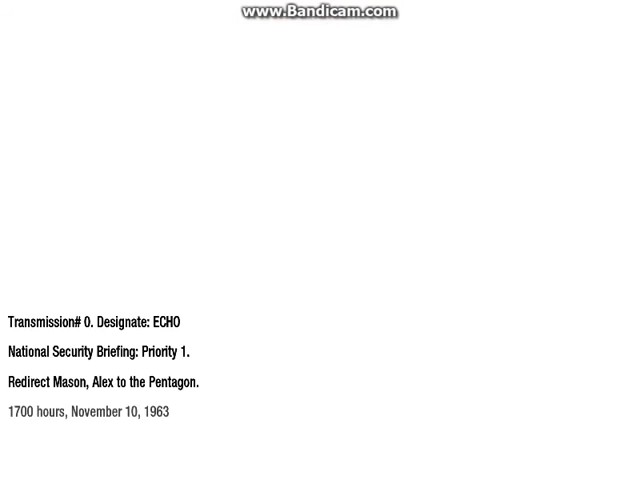 www.Bandicam.com
Transmission# 0. Designate: ECHO
National Security Briefing: Priority 1.
Redirect Mason, Alex to the Pentagon.
1700 hours, November 10, 1963